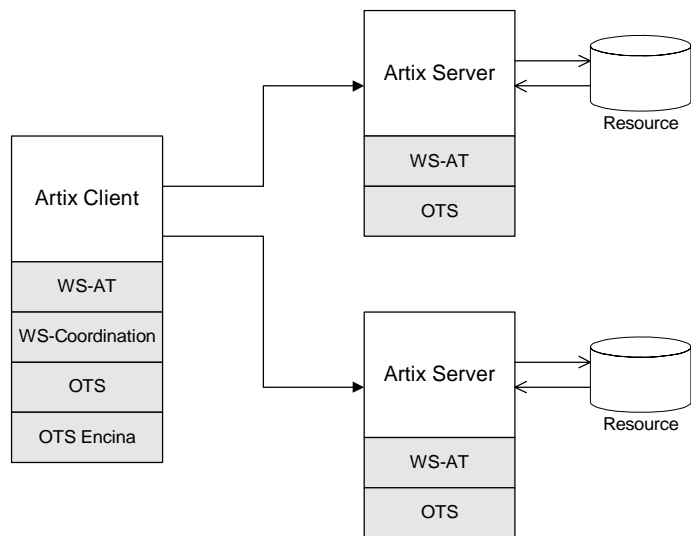 Artix Server
WS-AT
OTS
Resource
Artix Client
WS-AT
WS-Coordination
OTS
OTS Encina
Artix Server
WS-AT
OTS
Resource